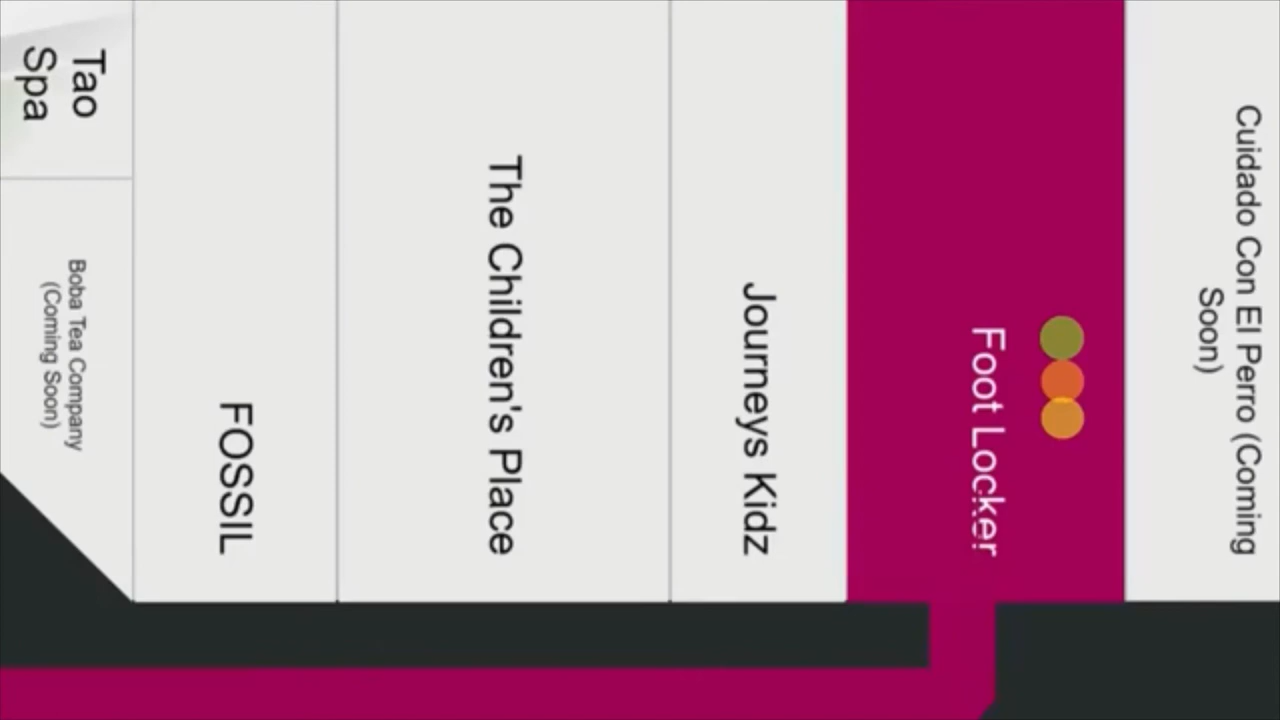 Tao
Spa
Boba Tea Company
(Coming Soon)
FOSSIL
The Children's Place
Journeys Kidz
Foot Locker
Cuidado Con El Perro (Coming
Soon)